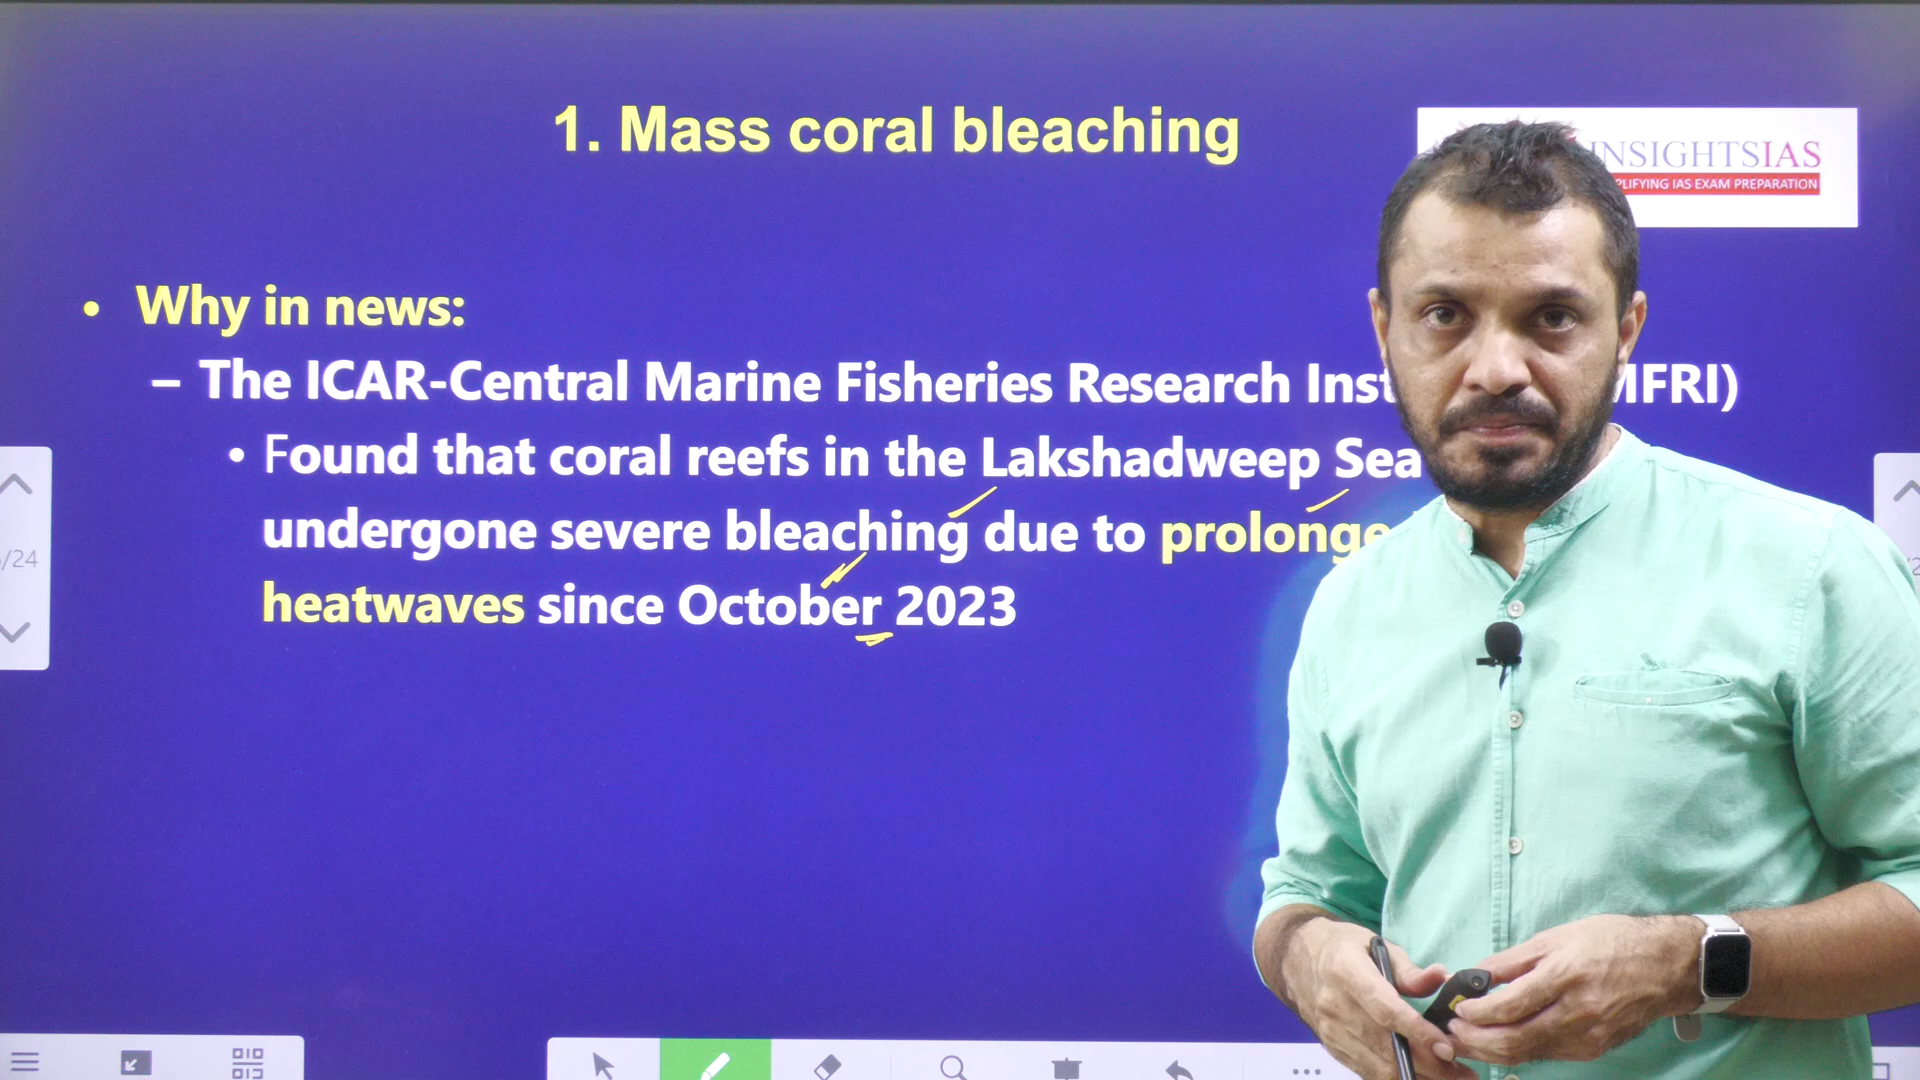 1. Mass coral bleaching
INSIGHTSIAS
PLIFYING IAS EXAM PREPARATION
• Why in news:
– The ICAR-Central Marine Fisheries Research Inst MFRI)
• Found that coral reefs in the Lakshadweep Sea
undergone severe bleaching due to prolonge
heatwaves since October 2023
/24